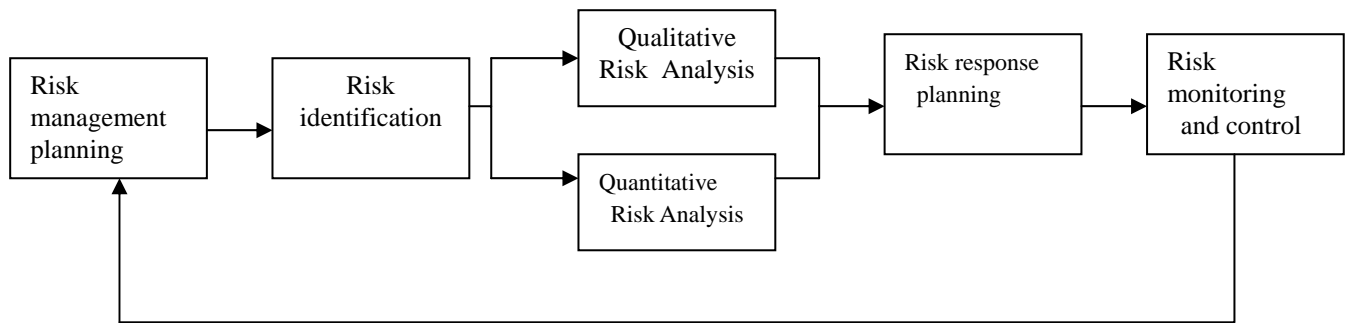 Risk
management
planning
Risk
identification
Qualitative
Risk Analysis
Quantitative
Risk Analysis
Risk response
planning
Risk
monitoring
and control